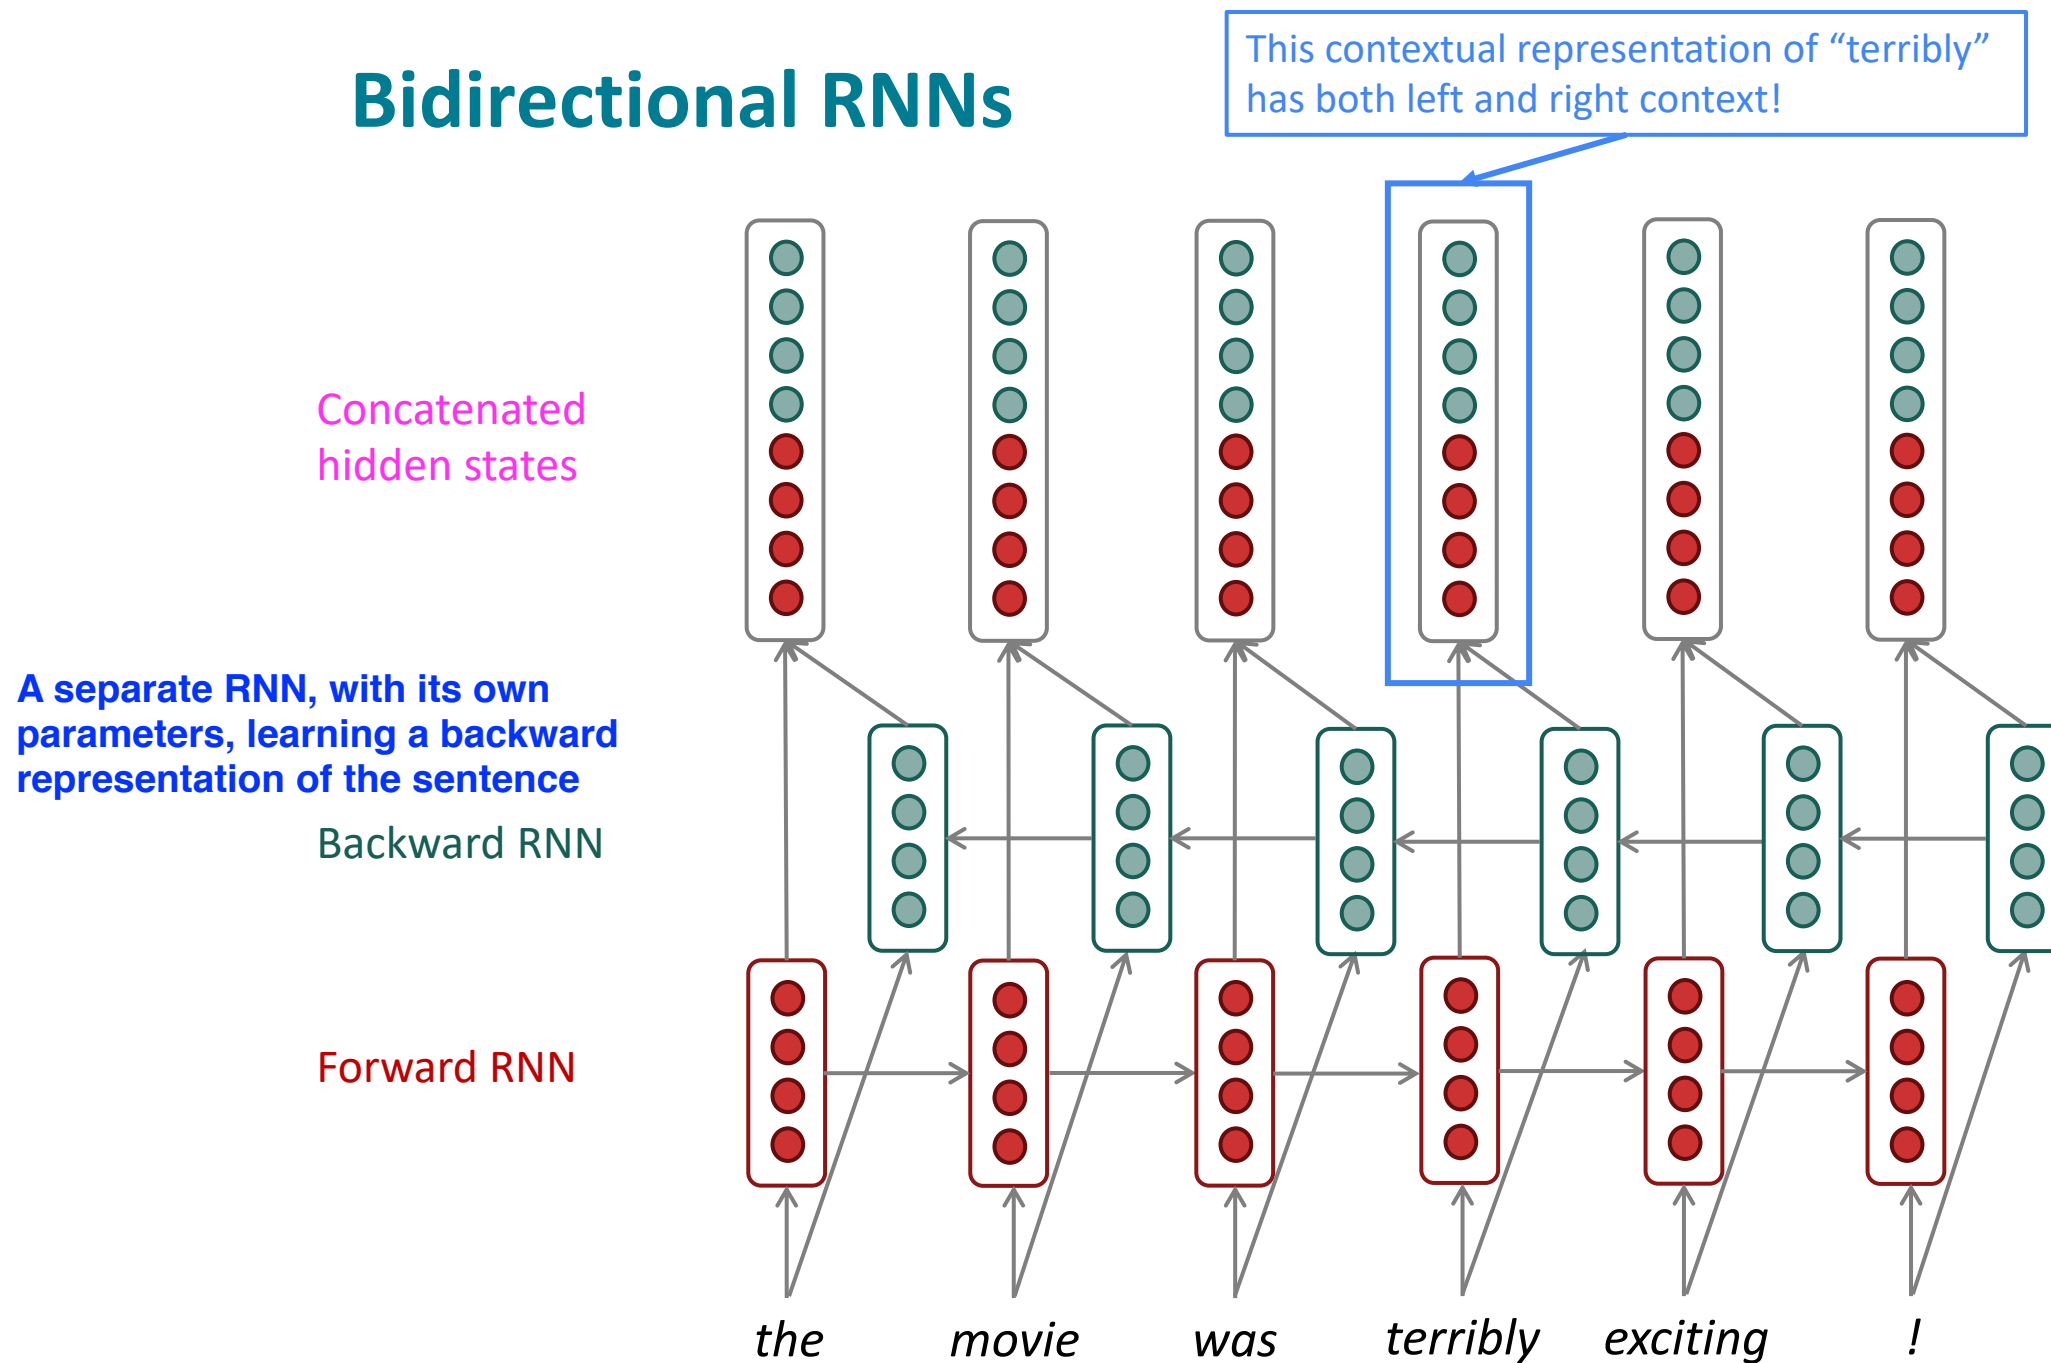 Bidirectional RNNs
This contextual representation of “terribly”
has both left and right context!
Concatenated
hidden states
A separate RNN, with its own
parameters, learning a backward
representation of the sentence
Backward RNN
Forward RNN
the movie was terribly exciting !